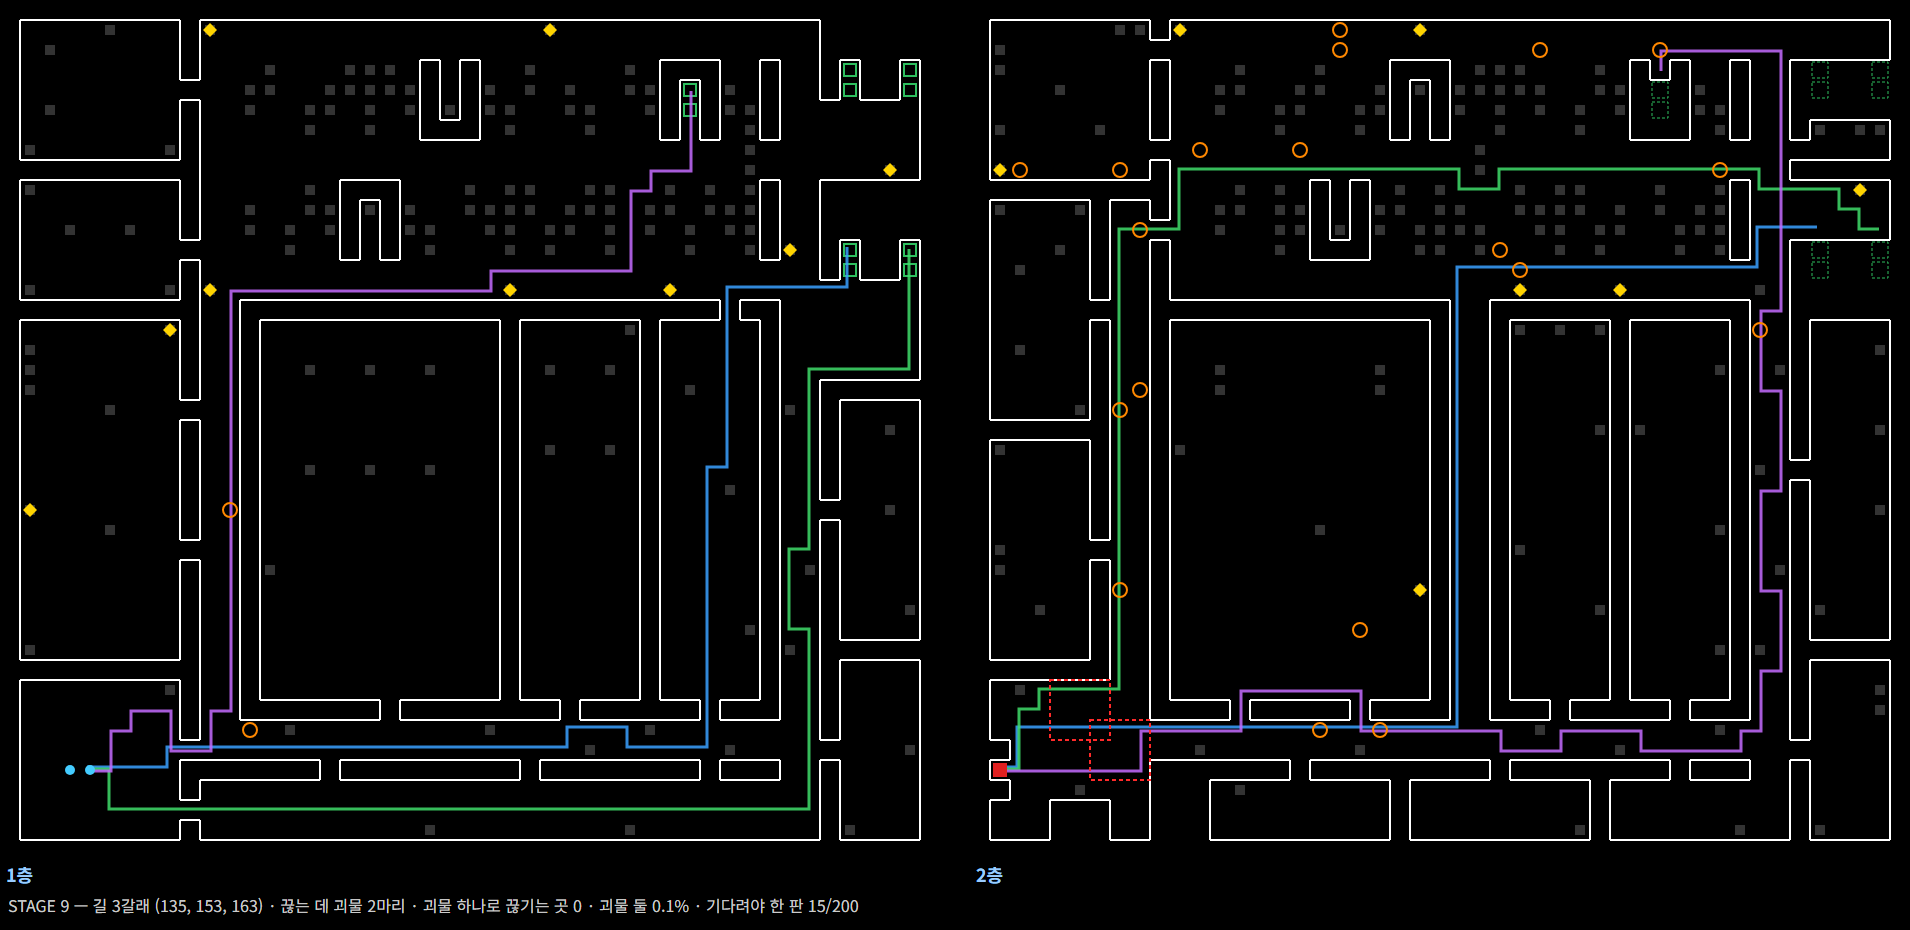 1층
2층
STAGE 9 — 길 3갈래 (135, 153, 163) · 끊는 데 괴물 2마리 · 괴물 하나로 끊기는 곳 0 · 괴물 둘 0.1% · 기다려야 한 판 15/200